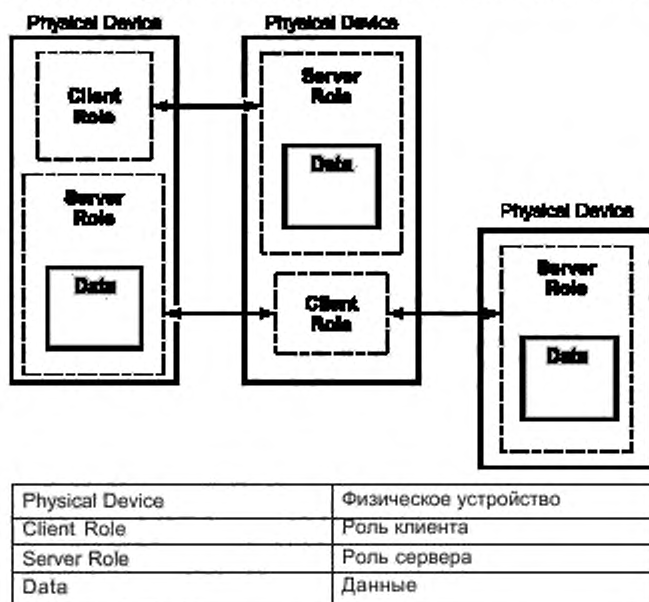 Physical Device
Physical Device
Client
Role
Server
Role
Data
Server
Role
Data
Client
Role
Physical Device
Server
Role
Data
Physical Device Физическое устройство
Client Role Роль клиента
Server Role Роль сервера
Data Данные